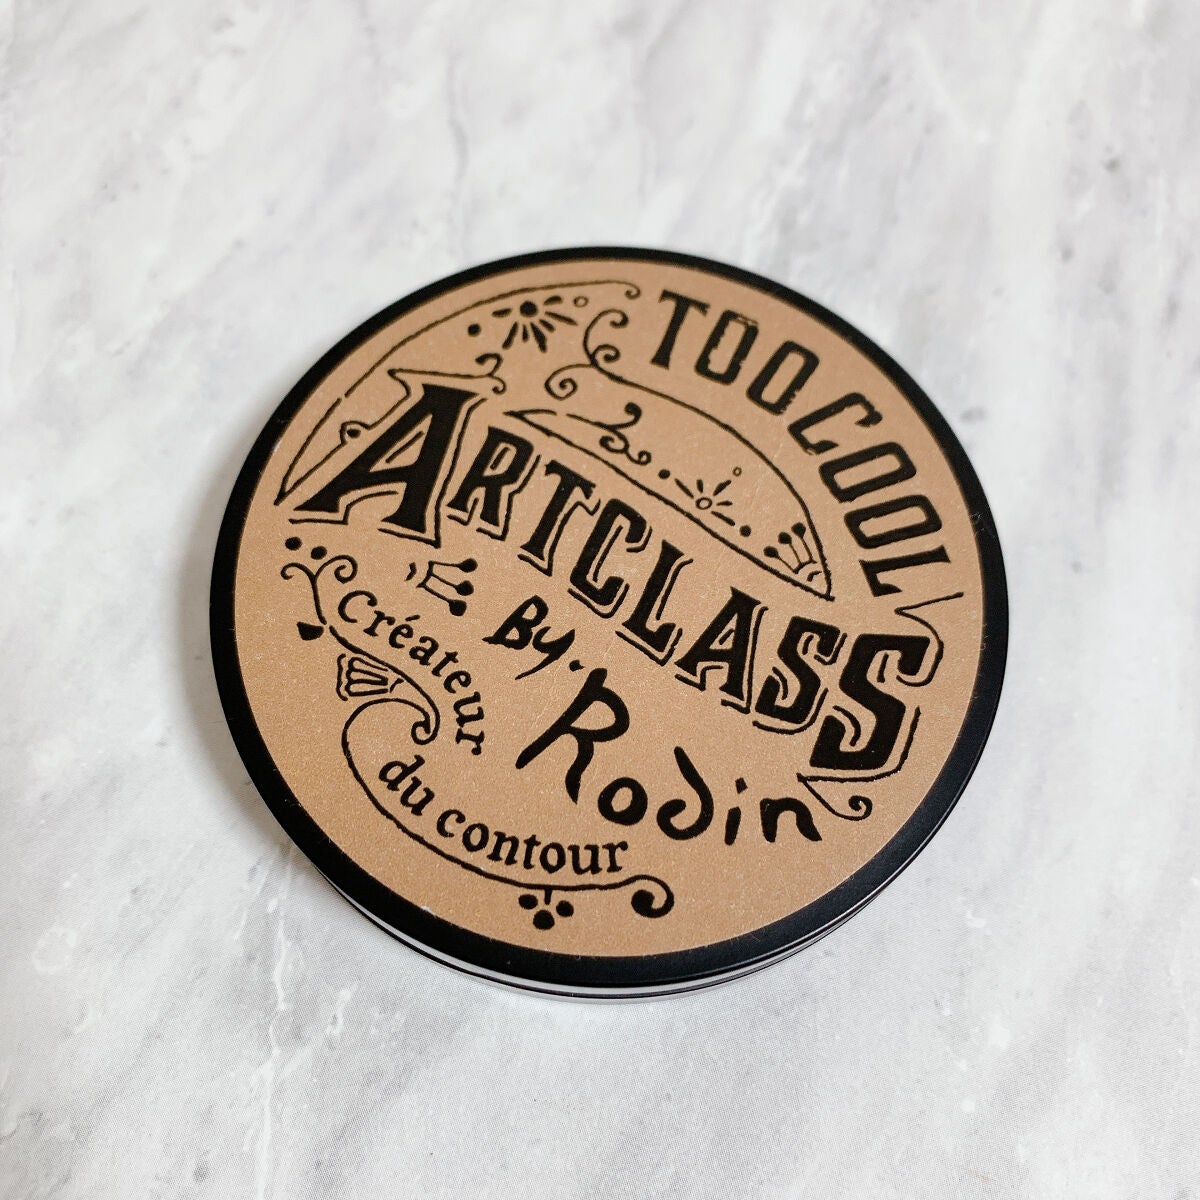 TOO COOL
ARTCLASS
By. Rodin
Créateur
du contour